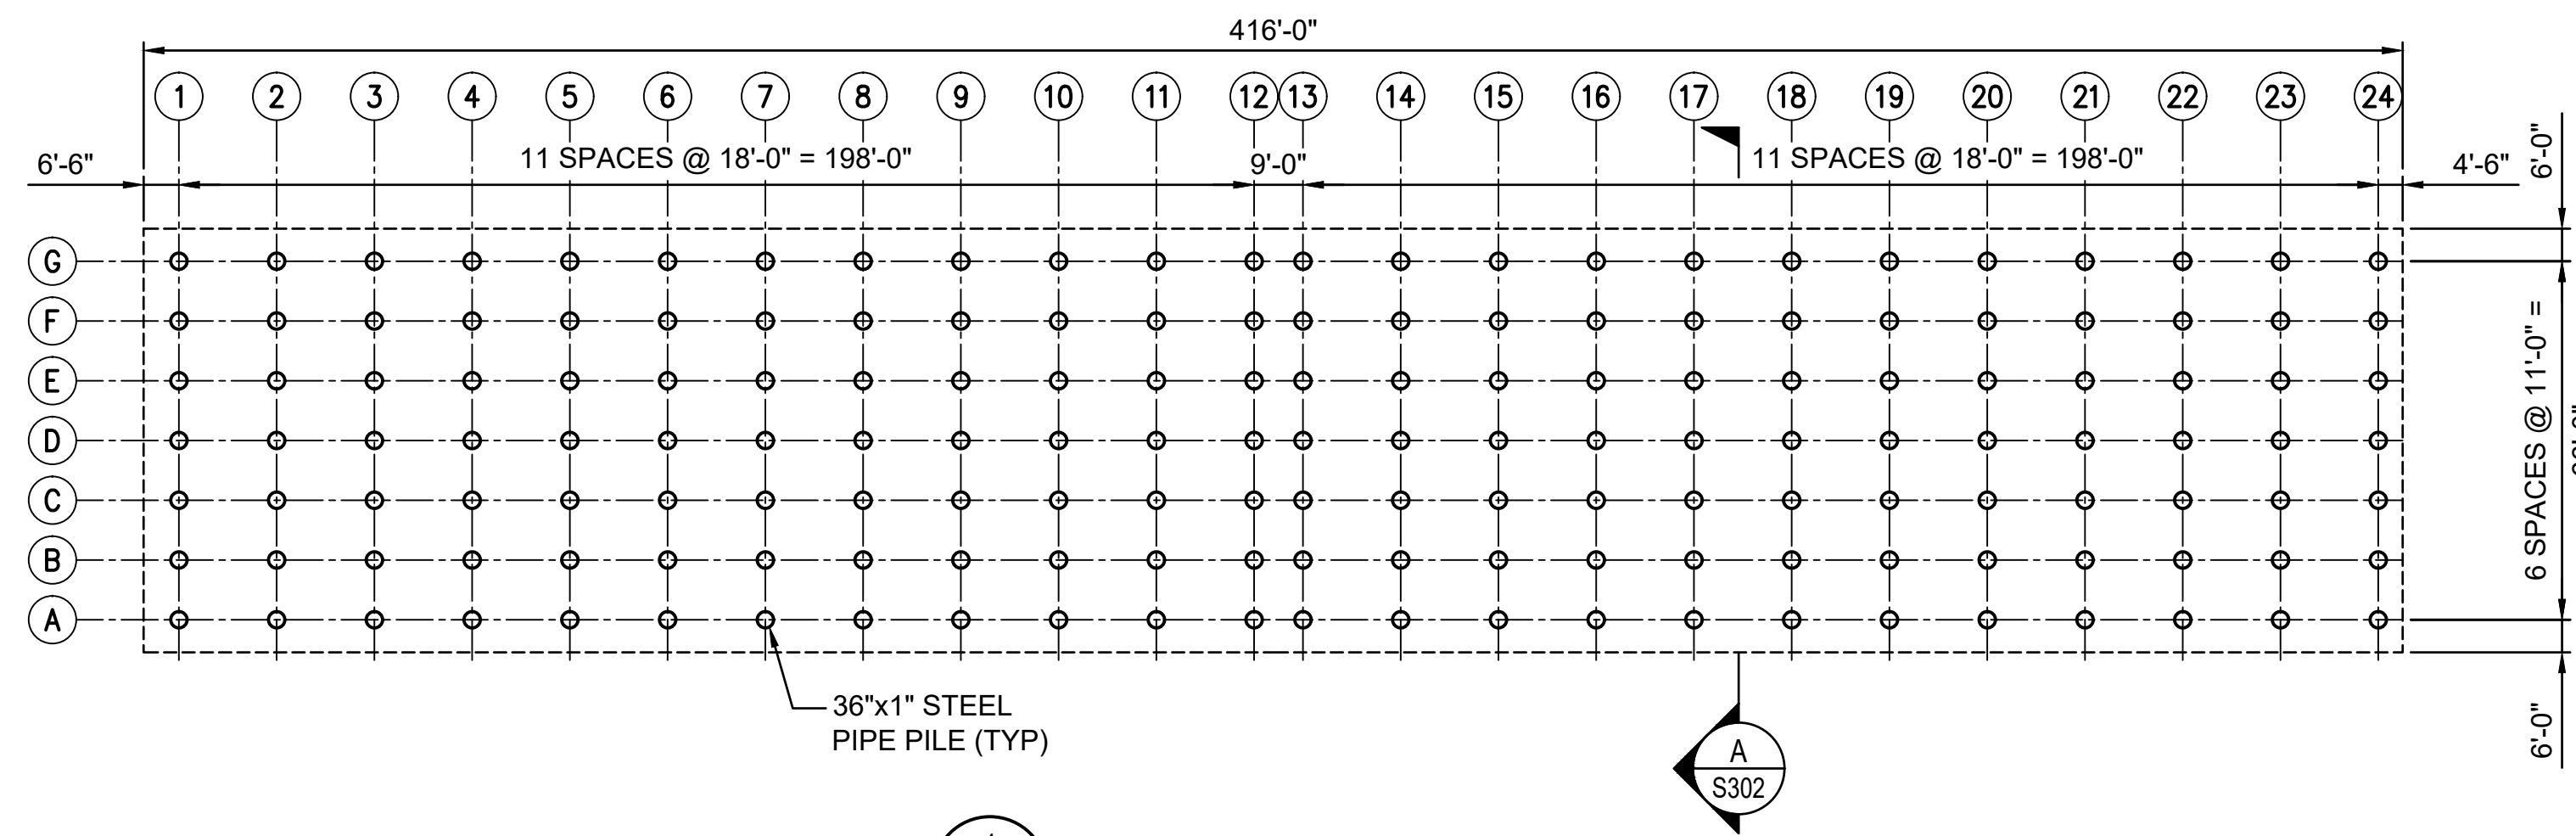 416'-0"
1 2 3 4 5 6 7 8 9 10 11 12 13 14 15 16 17 18 19 20 21 22 23 24
6'-6" 11 SPACES @ 18'-0" = 198'-0" 9'-0" 11 SPACES @ 18'-0" = 198'-0" 4'-6"
6'-0"
G
F
E
D
C
B
A
6 SPACES @ 11'-0" =
6'-0"
36"x1" STEEL
PIPE PILE (TYP)
A
S302